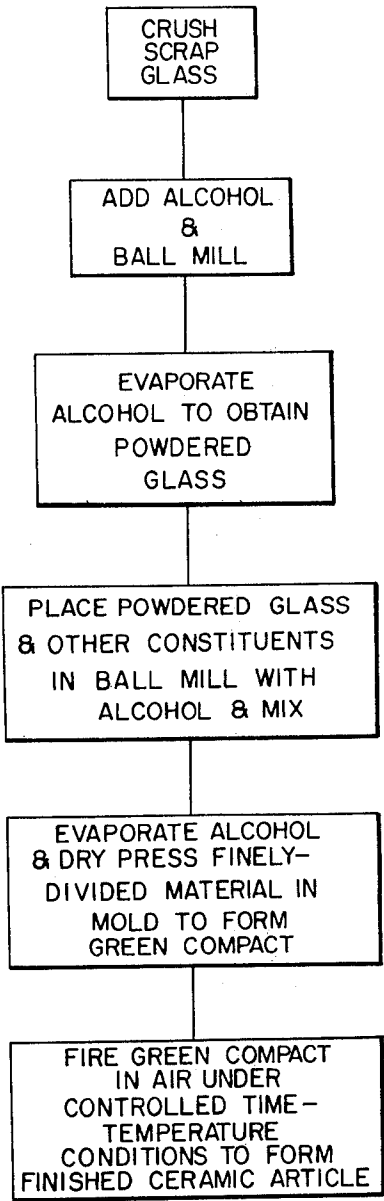 CRUSH
SCRAP
GLASS
ADD ALCOHOL
&
BALL MILL
EVAPORATE
ALCOHOL TO OBTAIN
POWDERED
GLASS
PLACE POWDERED GLASS
& OTHER CONSTITUENTS
IN BALL MILL WITH
ALCOHOL & MIX
EVAPORATE ALCOHOL
& DRY PRESS FINELY-
DIVIDED MATERIAL IN
MOLD TO FORM
GREEN COMPACT
FIRE GREEN COMPACT
IN AIR UNDER
CONTROLLED TIME-
TEMPERATURE
CONDITIONS TO FORM
FINISHED CERAMIC ARTICLE